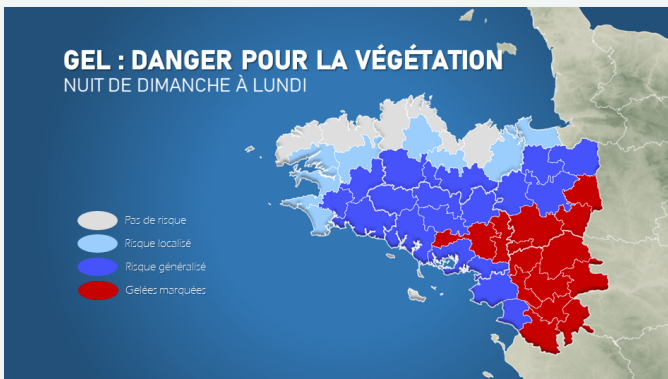 GEL : DANGER POUR LA VÉGÉTATION
NUIT DE DIMANCHE À LUNDI
Pas de risque
Risque localisé
Risque généralisé
Gelées marquées